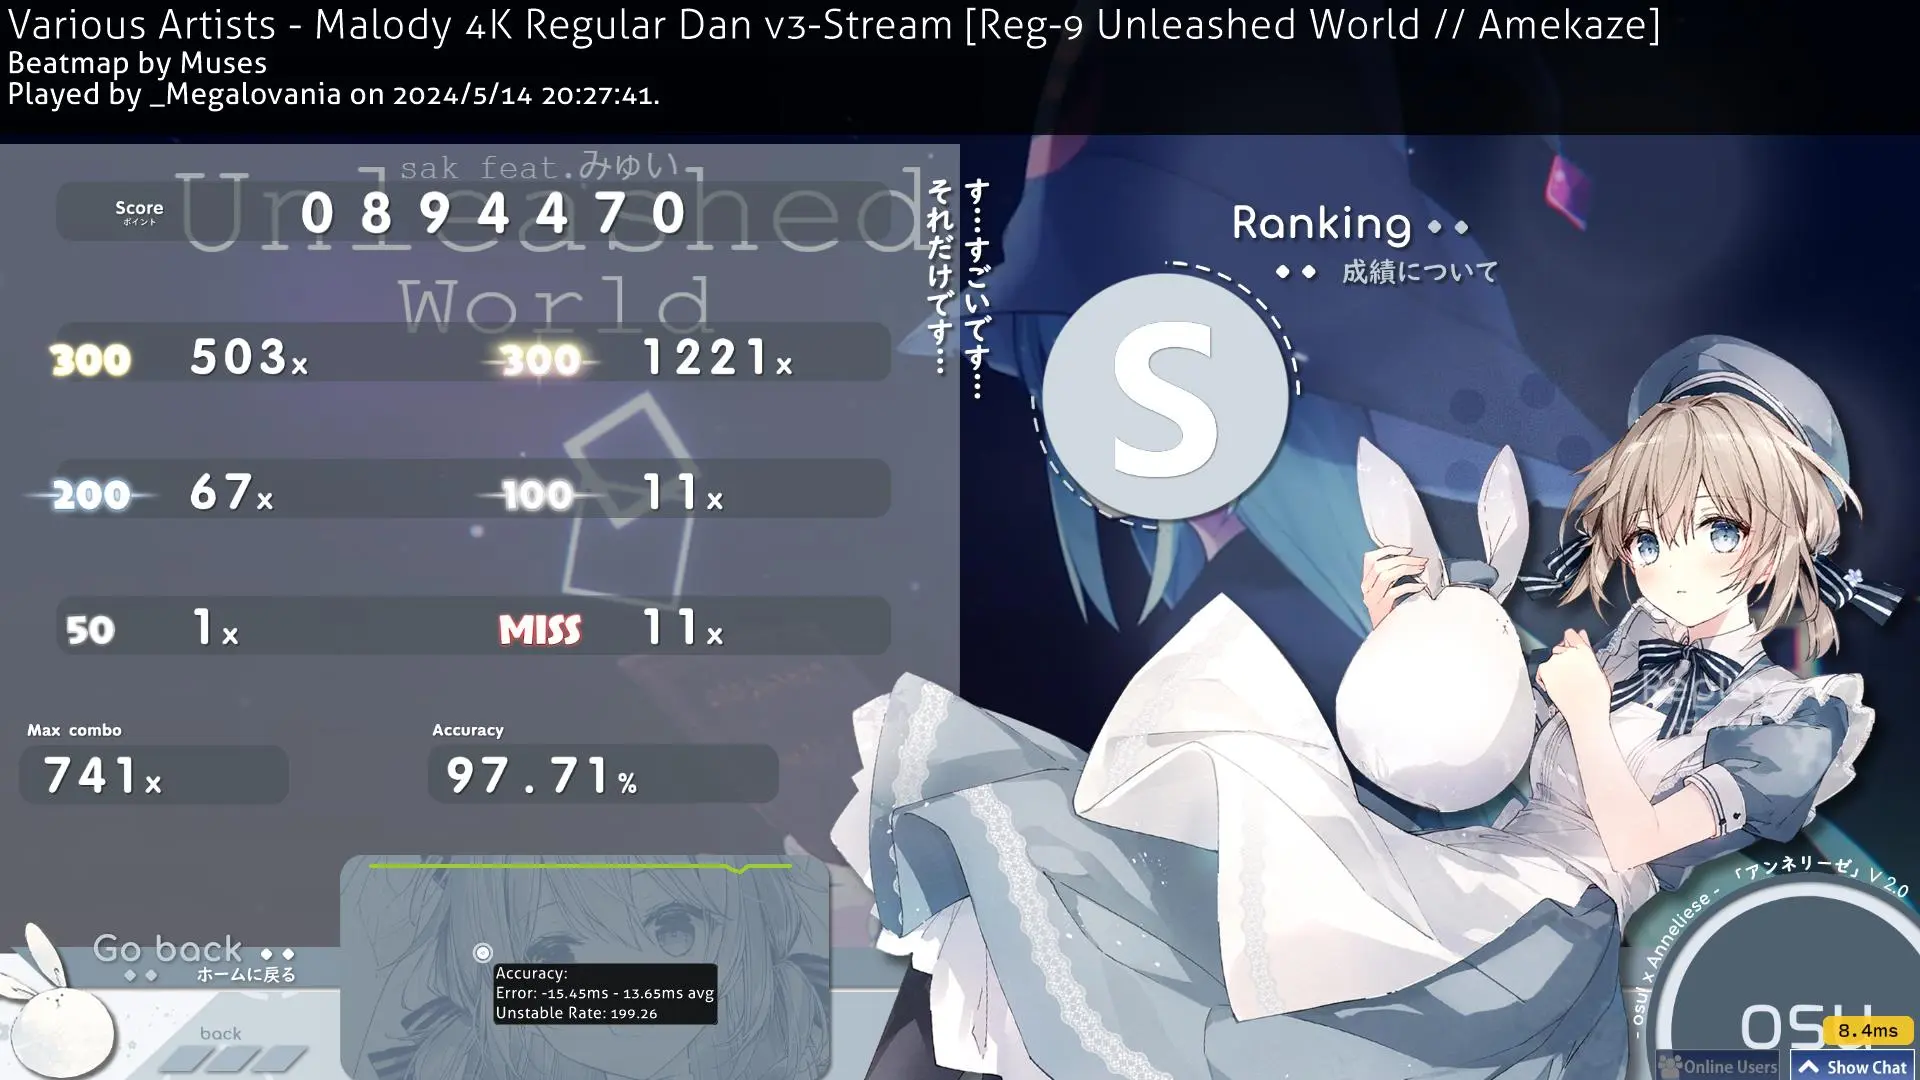 Various Artists - Malody 4K Regular Dan v3-Stream [Reg-9 Unleashed World // Amekaze]
Beatmap by Muses
Played by _Megalovania on 2024/5/14 20:27:41.
sak feat.みゅい
Unleashed
World
Score
ポイント
0894470
300 503x
300 1221x
200 67x
100 11x
50 1x
MISS 11x
Max combo
741x
Accuracy
97.71%
す……すごいです……
それだけです……
Ranking
成績について
S
Replay
Go back
ホームに戻る
back
Accuracy:
Error: -15.45ms - 13.65ms avg
Unstable Rate: 199.26
- osu! x Anneliese - 「アンネリーゼ」 V 2.0
osu
8.4ms
Online Users
Show Chat